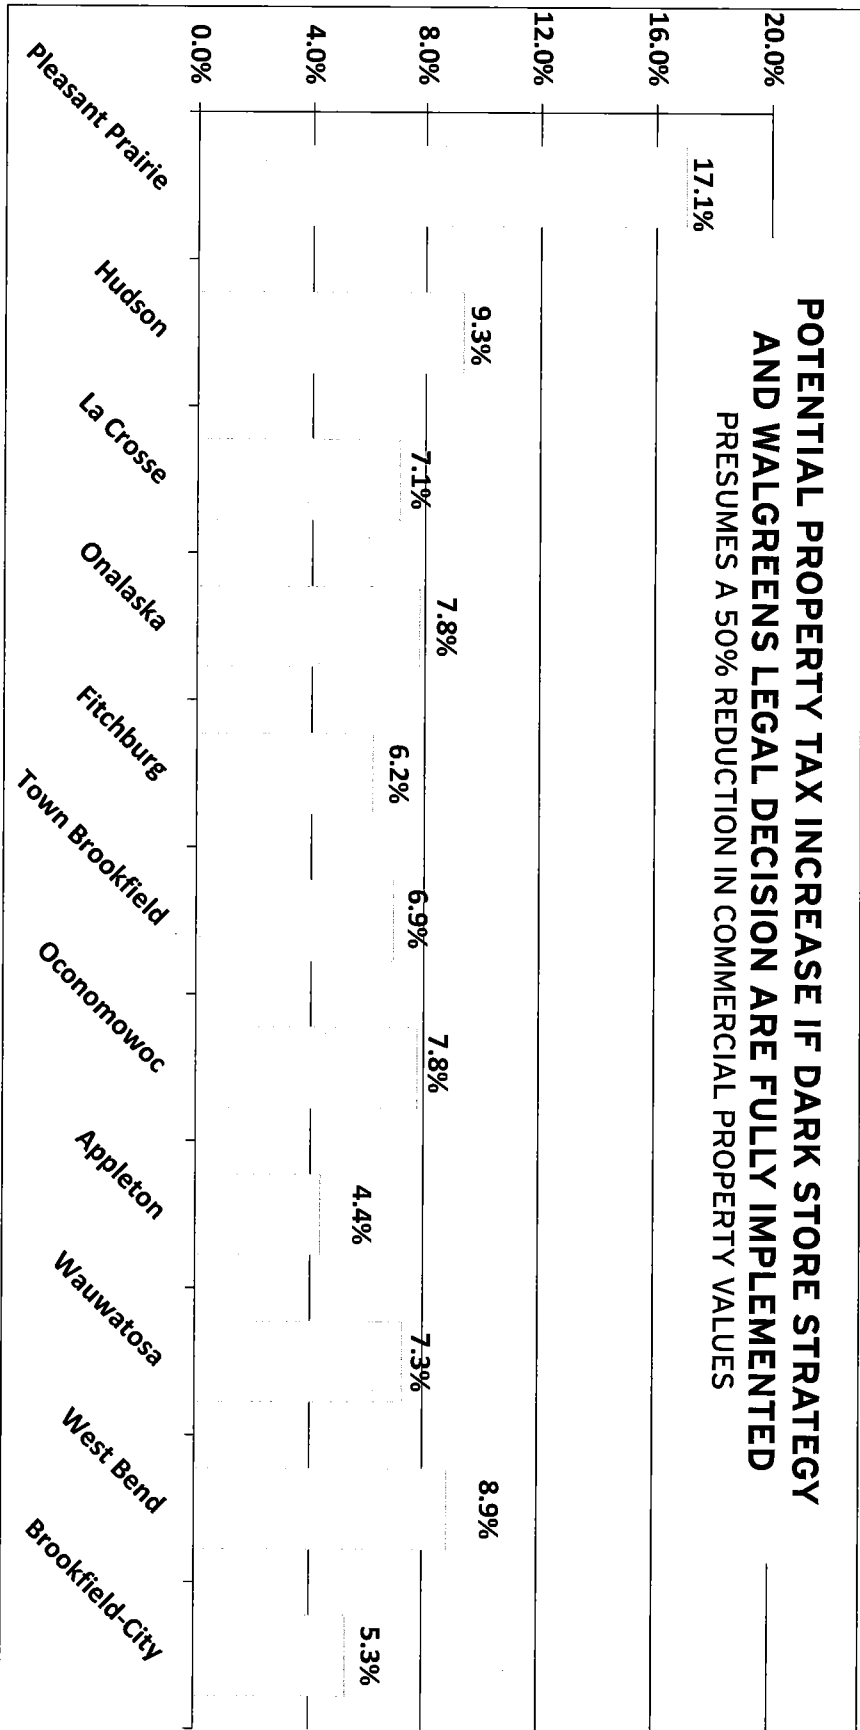 POTENTIAL PROPERTY TAX INCREASE IF DARK STORE STRATEGY
AND WALGREENS LEGAL DECISION ARE FULLY IMPLEMENTED
PRESUMES A 50% REDUCTION IN COMMERCIAL PROPERTY VALUES
20.0%
16.0%
12.0%
8.0%
4.0%
0.0%
17.1%
9.3%
7.1%
7.8%
6.2%
6.9%
7.8%
4.4%
7.3%
8.9%
5.3%
Pleasant Prairie
Hudson
La Crosse
Onalaska
Fitchburg
Town Brookfield
Oconomowoc
Appleton
Wauwatosa
West Bend
Brookfield-City